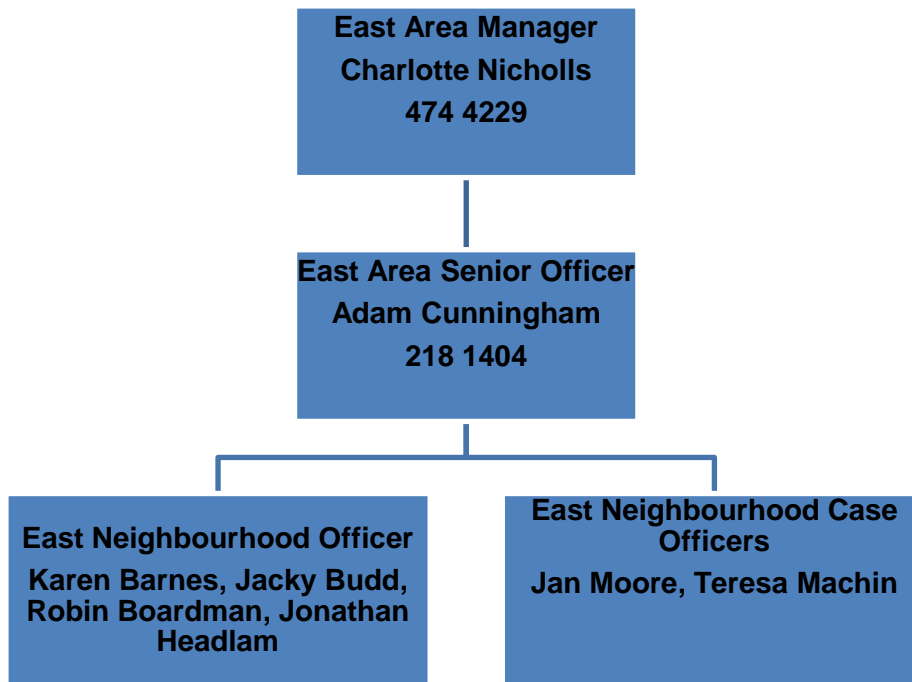 East Area Manager
Charlotte Nicholls
474 4229
East Area Senior Officer
Adam Cunningham
218 1404
East Neighbourhood Officer
Karen Barnes, Jacky Budd,
Robin Boardman, Jonathan
Headlam
East Neighbourhood Case
Officers
Jan Moore, Teresa Machin